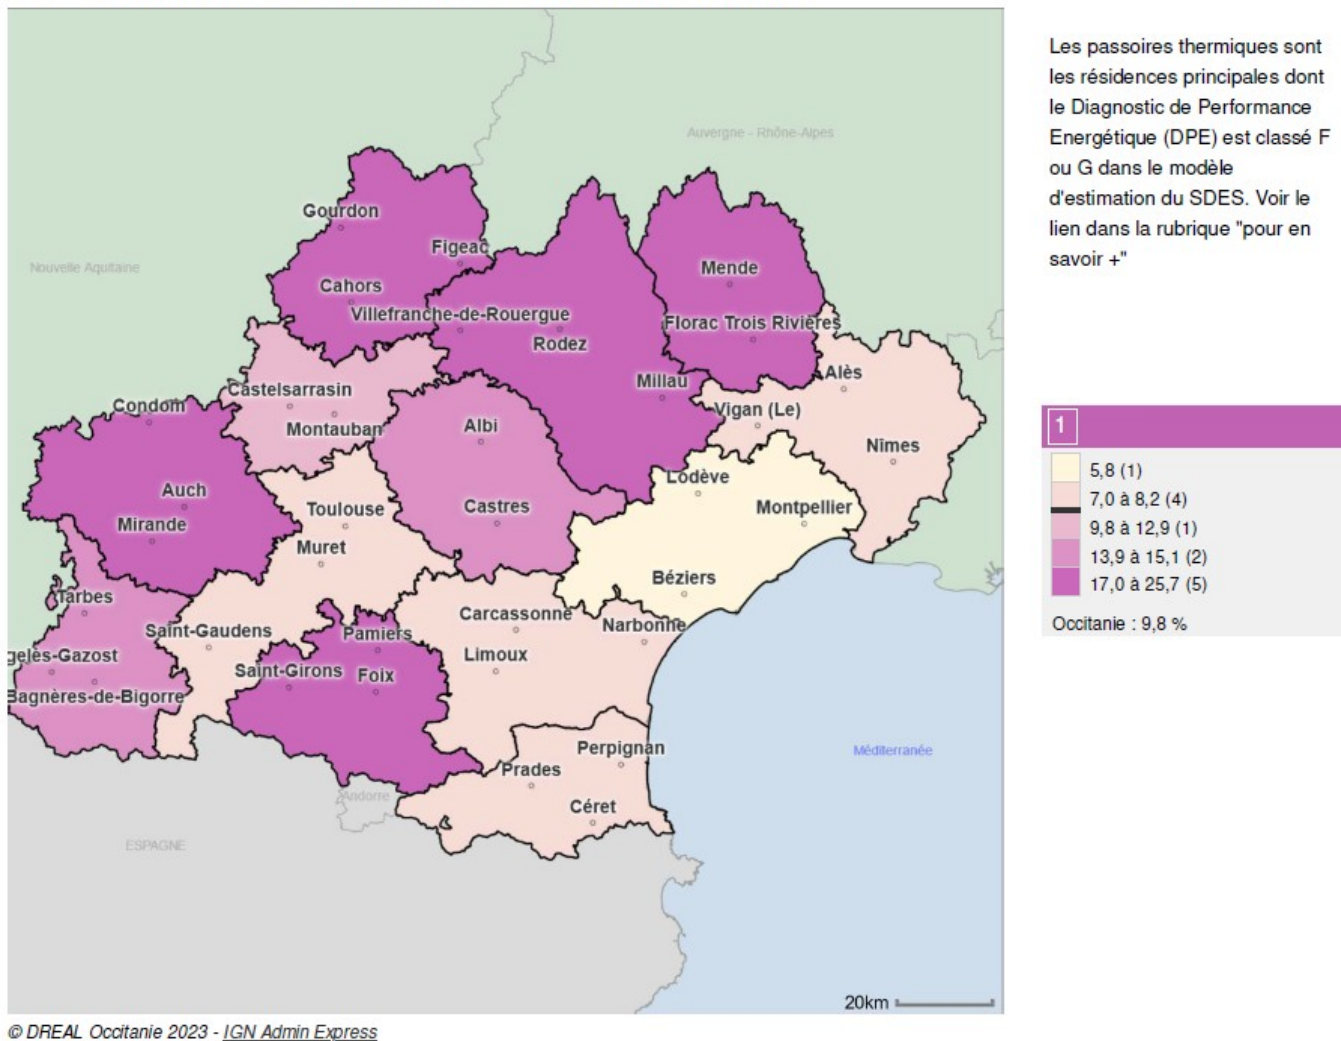 Auvergne - Rhône-Alpes
Nouvelle Aquitaine
Gourdon
Figeac
Cahors
Villefranche-de-Rouergue
Rodez
Mende
Florac Trois Rivières
Millau
Alès
Castelsarrasin
Condom
Montauban
Albi
Vigan (Le)
Nîmes
Lodève
Auch
Toulouse
Castres
Montpellier
Mirande
Muret
Béziers
Tarbes
Carcassonne
Narbonne
Saint-Gaudens
Pamiers
gelès-Gazost
Saint-Girons
Foix
Limoux
Bagnères-de-Bigorre
Perpignan
Prades
Céret
Méditerranée
Andorre
ESPAGNE
20km
Les passoires thermiques sont
les résidences principales dont
le Diagnostic de Performance
Energétique (DPE) est classé F
ou G dans le modèle
d'estimation du SDES. Voir le
lien dans la rubrique "pour en
savoir +"
1
5,8 (1)
7,0 à 8,2 (4)
9,8 à 12,9 (1)
13,9 à 15,1 (2)
17,0 à 25,7 (5)
Occitanie : 9,8 %
© DREAL Occitanie 2023 - IGN Admin Express